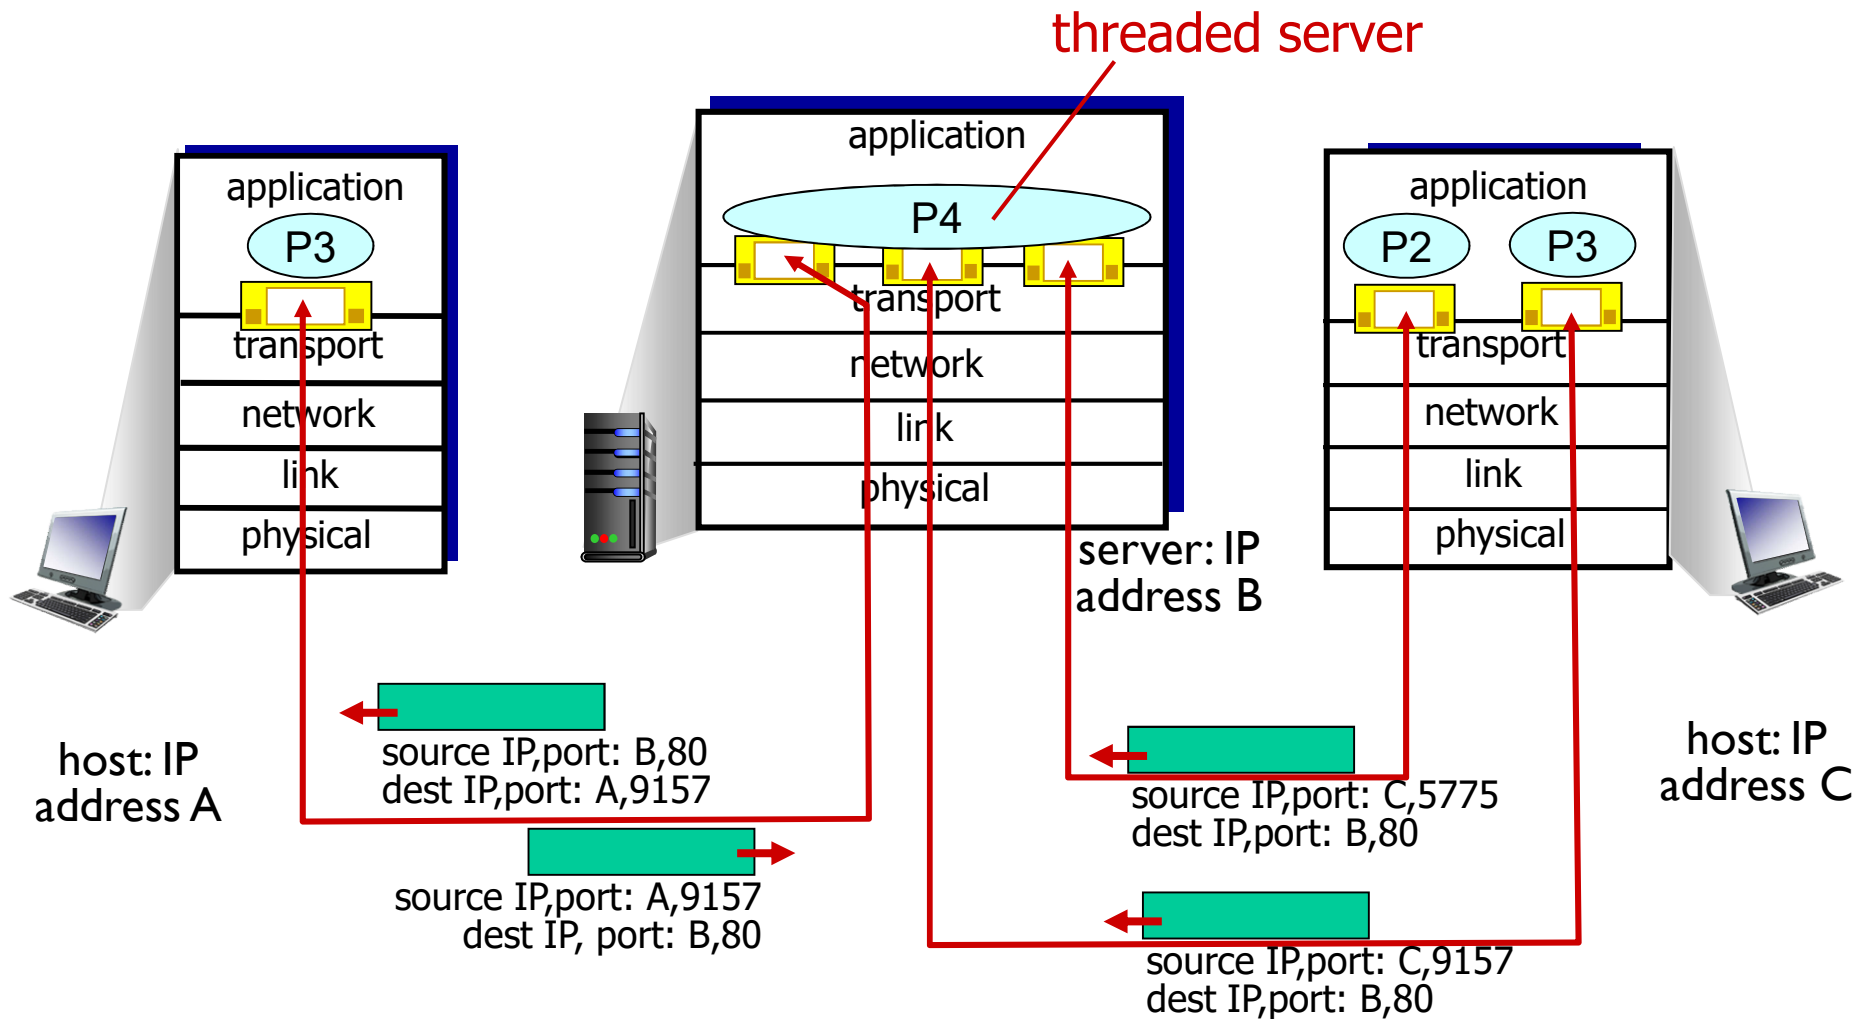 threaded server
application
P3
transport
network
link
physical
application
P4
transport
network
link
physical
application
P2
P3
transport
network
link
physical
server: IP
address B
host: IP
address A
source IP,port: B,80
dest IP,port: A,9157
source IP,port: A,9157
dest IP, port: B,80
source IP,port: C,5775
dest IP,port: B,80
source IP,port: C,9157
dest IP,port: B,80
host: IP
address C